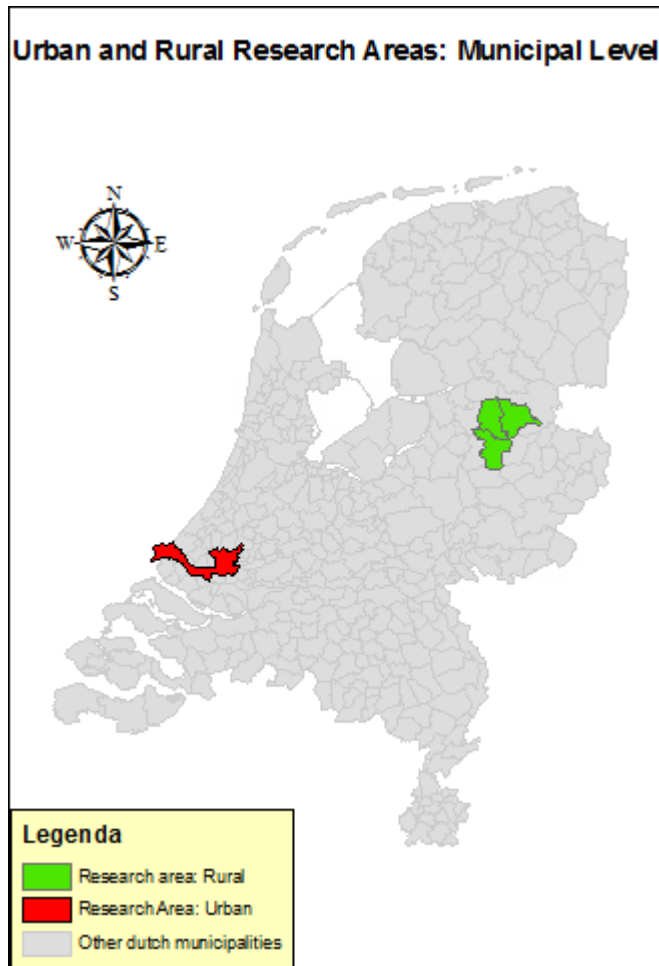 Urban and Rural Research Areas: Municipal Level
N
W E
S
Legenda
Research area: Rural
Research Area: Urban
Other dutch municipalities